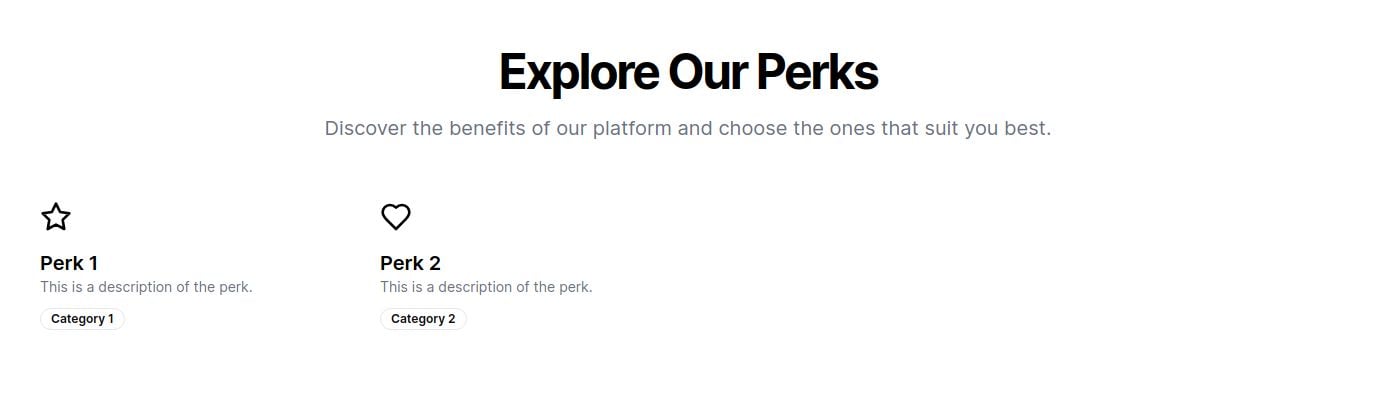 Explore Our Perks
Discover the benefits of our platform and choose the ones that suit you best.
Perk 1
This is a description of the perk.
Category 1
Perk 2
This is a description of the perk.
Category 2